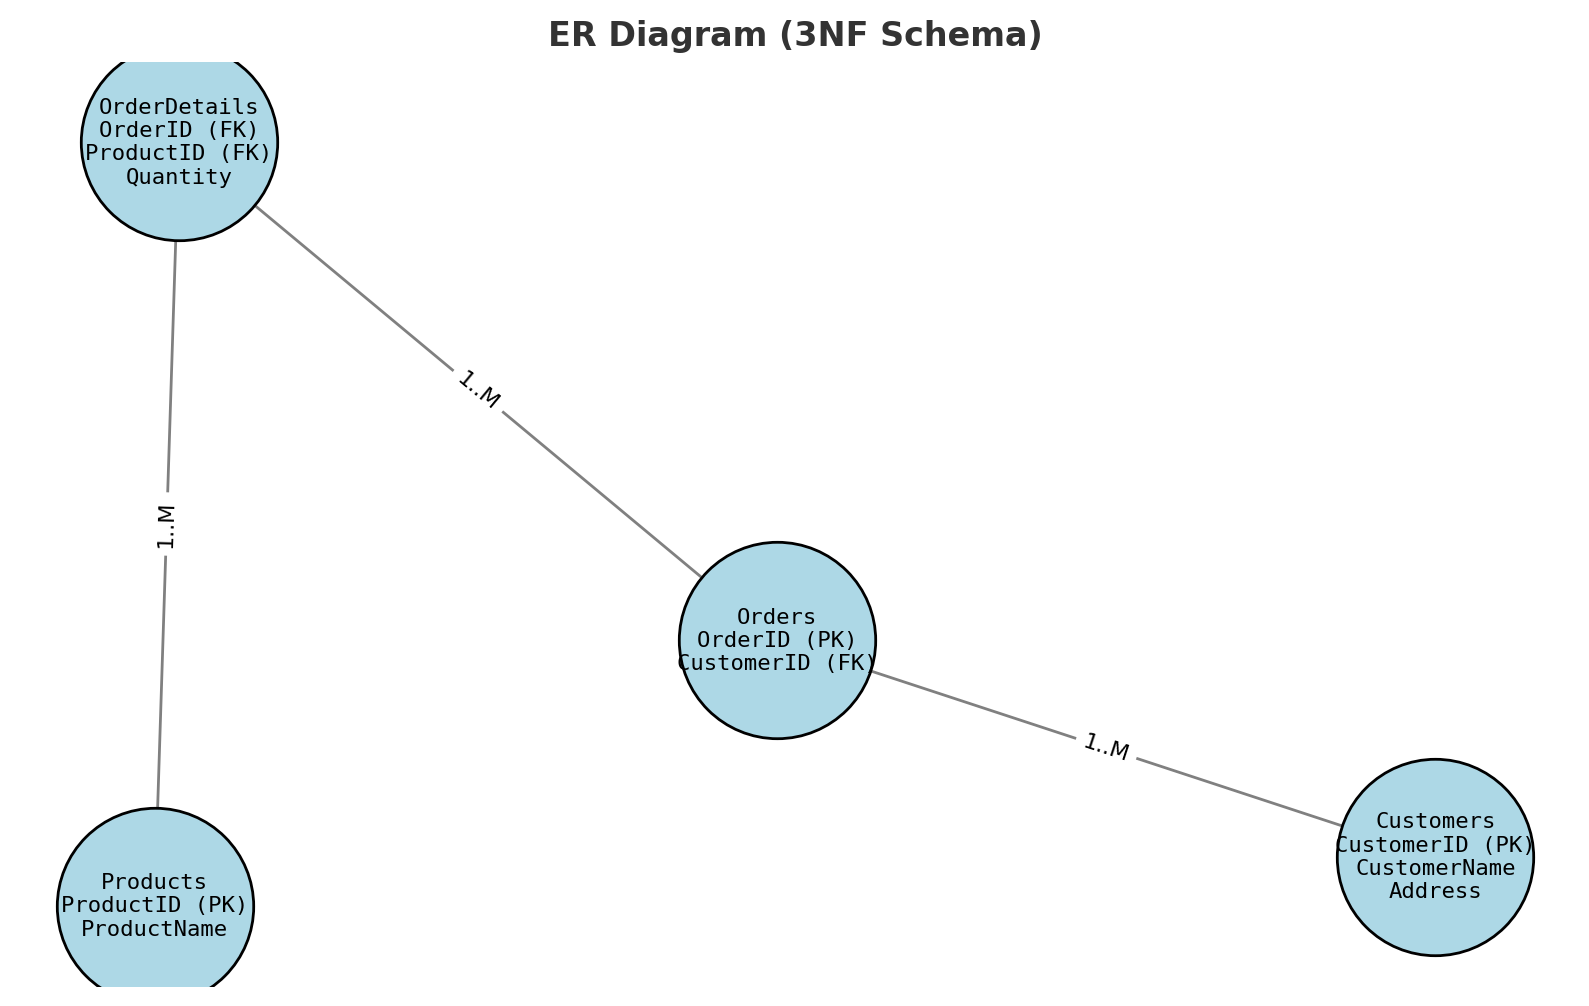 ER Diagram (3NF Schema)
OrderDetails
OrderID (FK)
ProductID (FK)
Quantity
1..M
1..M
Orders
OrderID (PK)
CustomerID (FK)
1..M
Customers
CustomerID (PK)
CustomerName
Address
Products
ProductID (PK)
ProductName